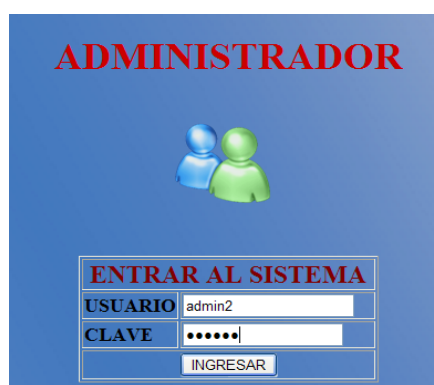 ADMINISTRADOR
ENTRAR AL SISTEMA
USUARIO admin2
CLAVE ••••••
INGRESAR